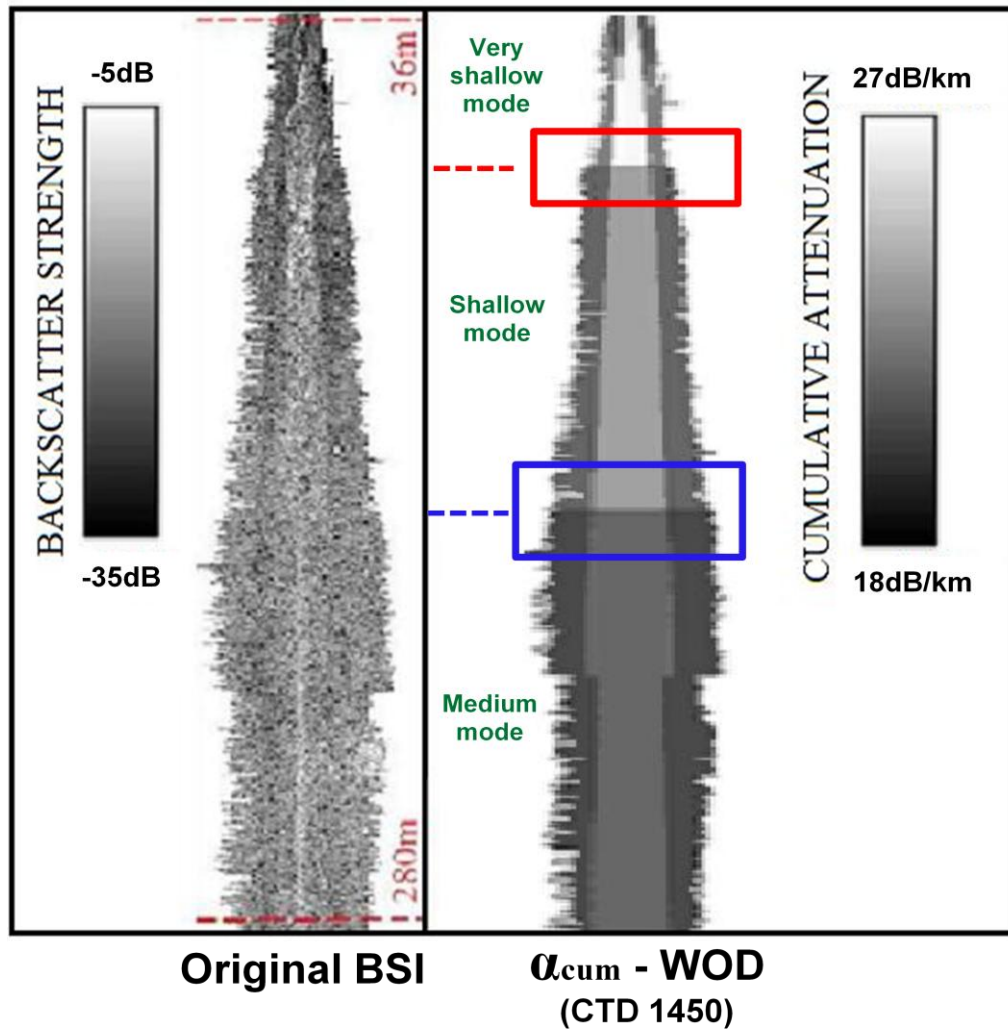 BACKSCATTER STRENGTH
-5dB
-35dB
36m
280m
Very
shallow
mode
Shallow
mode
Medium
mode
CUMULATIVE ATTENUATION
27dB/km
18dB/km
Original BSI
αcum - WOD
(CTD 1450)